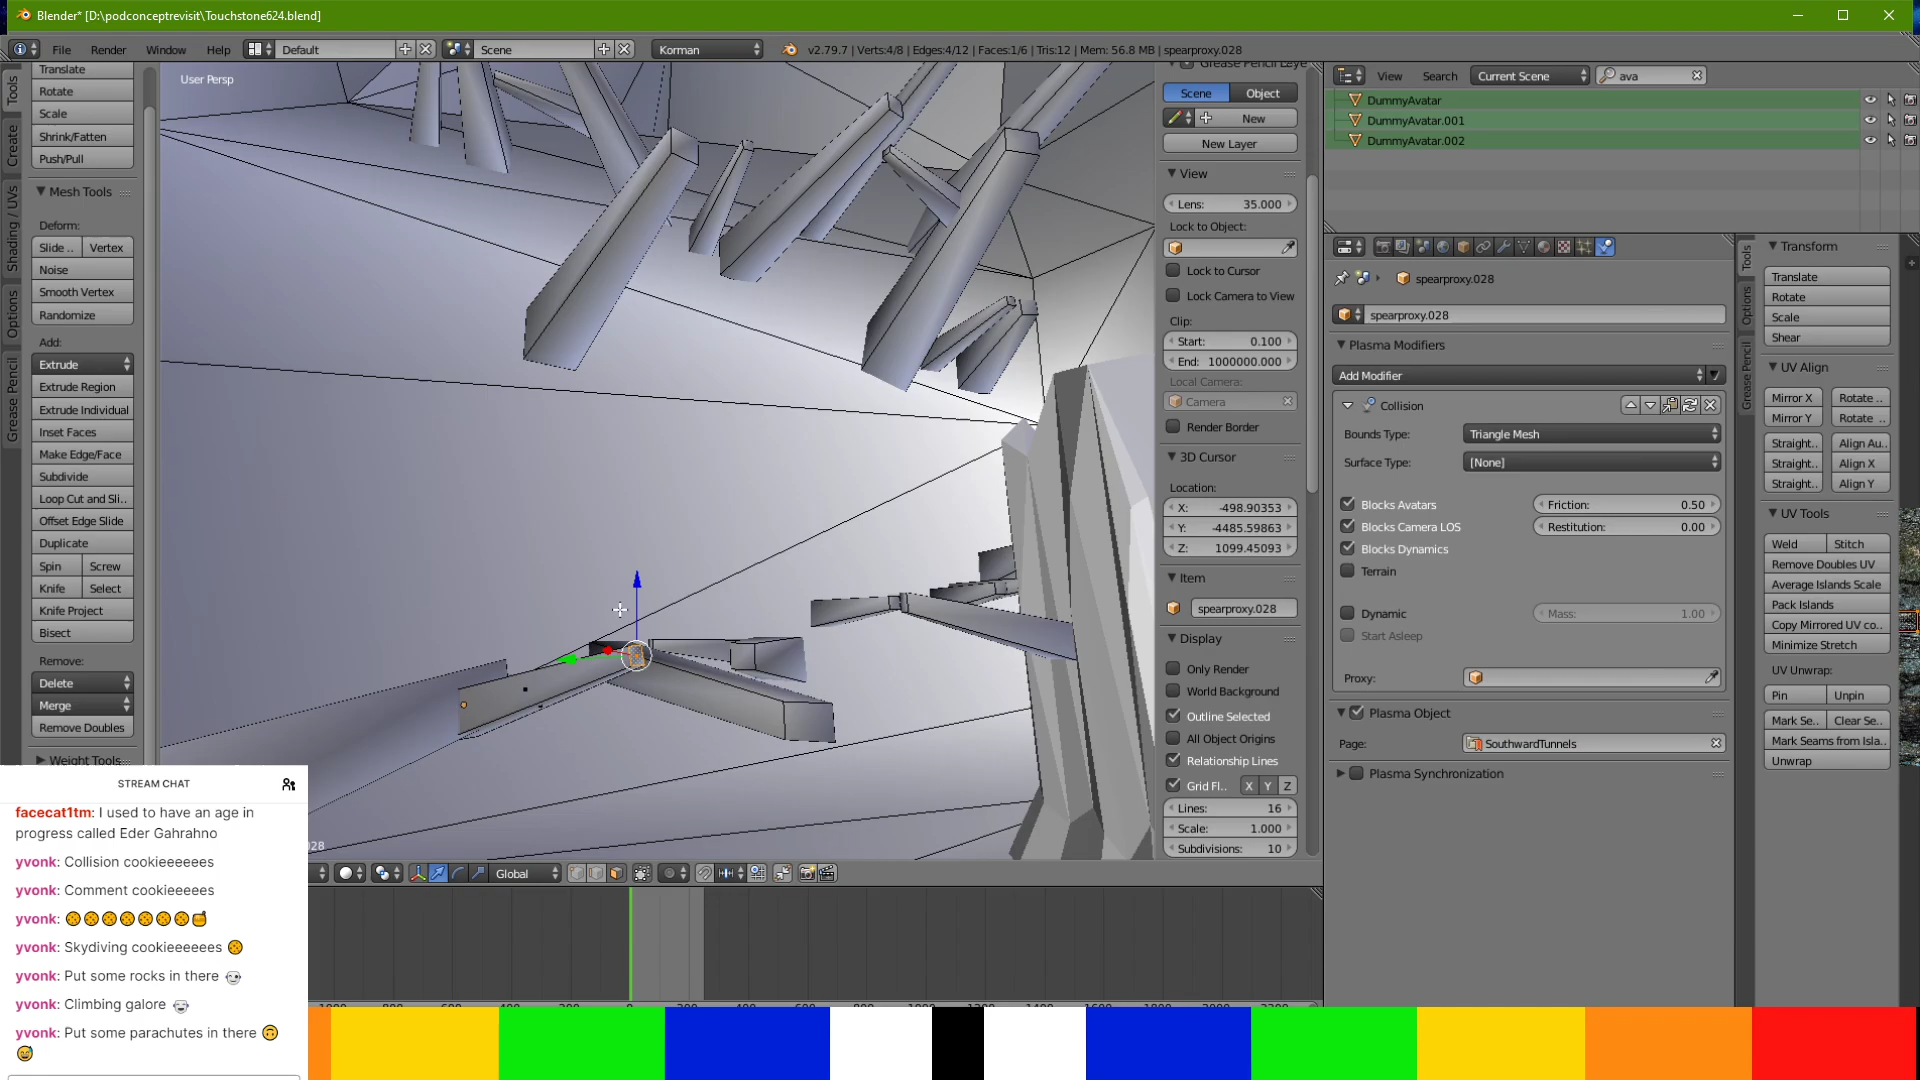 Blender* [D:\podconceptrevisit\Touchstone624.blend]
File Render Window Help Default Scene Korman v2.79.7 | Verts:4/8 | Edges:4/12 | Faces:1/6 | Tris:12 | Mem: 56.8 MB | spearproxy.028
User Persp
Tools
Create
Shading / UVs
Options
Grease Pencil
Translate
Rotate
Scale
Shrink/Fatten
Push/Pull
Mesh Tools
Deform:
Slide .. Vertex
Noise
Smooth Vertex
Randomize
Add:
Extrude
Extrude Region
Extrude Individual
Inset Faces
Make Edge/Face
Subdivide
Loop Cut and Sli..
Offset Edge Slide
Duplicate
Spin Screw
Knife Select
Knife Project
Bisect
Remove:
Delete
Merge
Remove Doubles
Weight Tools
028
Global
Grease Pencil Laye
Scene Object
New
New Layer
View
Lens: 35.000
Lock to Object:
Lock to Cursor
Lock Camera to View
Clip:
Start: 0.100
End: 1000000.000
Local Camera:
Camera
Render Border
3D Cursor
Location:
X: -498.90353
Y: -4485.59863
Z: 1099.45093
Item
spearproxy.028
Display
Only Render
World Background
Outline Selected
All Object Origins
Relationship Lines
Grid Fl.. X Y Z
Lines: 16
Scale: 1.000
Subdivisions: 10
View Search Current Scene ava
DummyAvatar
DummyAvatar.001
DummyAvatar.002
spearproxy.028
spearproxy.028
Plasma Modifiers
Add Modifier
Collision
Bounds Type: Triangle Mesh
Surface Type: [None]
Blocks Avatars Friction: 0.50
Blocks Camera LOS Restitution: 0.00
Blocks Dynamics
Terrain
Dynamic Mass: 1.00
Start Asleep
Proxy:
Plasma Object
Page: SouthwardTunnels
Plasma Synchronization
Tools
Options
Grease Pencil
Transform
Translate
Rotate
Scale
Shear
UV Align
Mirror X Rotate ..
Mirror Y Rotate ..
Straight.. Align Au..
Straight.. Align X
Straight.. Align Y
UV Tools
Weld Stitch
Remove Doubles UV
Average Islands Scale
Pack Islands
Copy Mirrored UV co..
Minimize Stretch
UV Unwrap:
Pin Unpin
Mark Se.. Clear Se..
Mark Seams from Isla..
Unwrap
STREAM CHAT
facecat1tm: I used to have an age in
progress called Eder Gahrahno
yvonk: Collision cookieeeeees
yvonk: Comment cookieeeees
yvonk: 🍪🍪🍪🍪🍪🍪🍪🍯
yvonk: Skydiving cookieeeeees 🍪
yvonk: Put some rocks in there
yvonk: Climbing galore
yvonk: Put some parachutes in there 🙃
😅